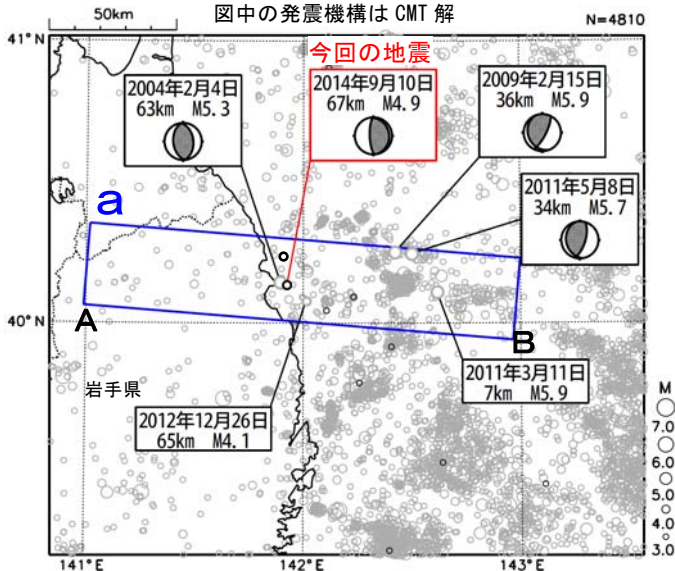 50km
図中の発震機構は CMT 解
N=4810
41°N
今回の地震
2004年2月4日
63km M5.3
2014年9月10日
67km M4.9
2009年2月15日
36km M5.9
2011年5月8日
34km M5.7
a
40°N
A
B
岩手県
2012年12月26日
65km M4.1
2011年3月11日
7km M5.9
M
7.0
6.0
5.0
4.0
3.0
141°E
142°E
143°E